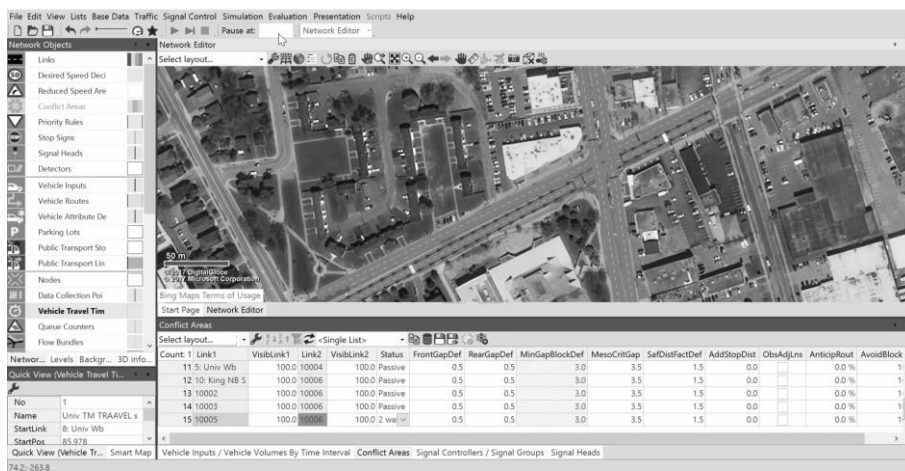 File Edit View Lists Base Data Traffic Signal Control Simulation Evaluation Presentation Scripts Help
Pause at: Network Editor
Network Objects
Links
Desired Speed Deci
Reduced Speed Are
Conflict Areas
Priority Rules
Stop Signs
Signal Heads
Detectors
Vehicle Inputs
Vehicle Routes
Vehicle Attribute De
Parking Lots
Public Transport Sto
Public Transport Lin
Nodes
Data Collection Poi
Vehicle Travel Tim
Queue Counters
Flow Bundles
Networ... Levels Backgr... 3D info...
Quick View (Vehicle Travel Ti...
No 1
Name Univ TM TRAAVEL s
StartLink 8: Univ Wb
StartPos 85.978
Quick View (Vehicle Tr... Smart Map
Network Editor
Select layout...
50 m
©2017 DigitalGlobe
©2017 Microsoft Corporation
Bing Maps Terms of Usage
Start Page Network Editor
Conflict Areas
Select layout... <Single List>
Count: 1 Link1 VisibLink1 Link2 VisibLink2 Status FrontGapDef RearGapDef MinGapBlockDef MesoCritGap SafDistFactDef AddStopDist ObsAdjLns AnticipRout AvoidBlock
11 5: Univ Wb 100.0 10004 100.0 Passive 0.5 0.5 3.0 3.5 1.5 0.0 0.0 % 1
12 10: King NB S 100.0 10006 100.0 Passive 0.5 0.5 3.0 3.5 1.5 0.0 0.0 % 1
13 10002 100.0 10006 100.0 Passive 0.5 0.5 3.0 3.5 1.5 0.0 0.0 % 1
14 10003 100.0 10006 100.0 Passive 0.5 0.5 3.0 3.5 1.5 0.0 0.0 % 1
15 10005 100.0 10006 100.0 2 wa 0.5 0.5 3.0 3.5 1.5 0.0 0.0 % 1
Vehicle Inputs / Vehicle Volumes By Time Interval Conflict Areas Signal Controllers / Signal Groups Signal Heads
74.2: -263.8